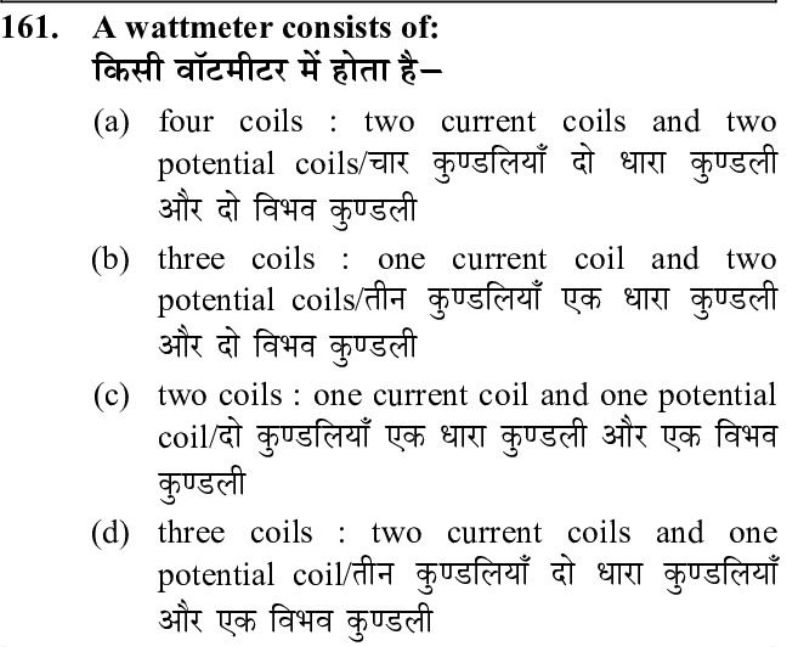 161. A wattmeter consists of:
किसी वॉटमीटर में होता है–
(a) four coils : two current coils and two
potential coils/चार कुण्डलियाँ दो धारा कुण्डली
और दो विभव कुण्डली
(b) three coils : one current coil and two
potential coils/तीन कुण्डलियाँ एक धारा कुण्डली
और दो विभव कुण्डली
(c) two coils : one current coil and one potential
coil/दो कुण्डलियाँ एक धारा कुण्डली और एक विभव
कुण्डली
(d) three coils : two current coils and one
potential coil/तीन कुण्डलियाँ दो धारा कुण्डलियाँ
और एक विभव कुण्डली